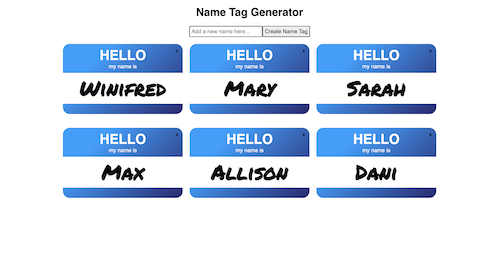 Name Tag Generator
Add a new name here... Create Name Tag
HELLO x HELLO x HELLO x
my name is my name is my name is
Winifred Mary Sarah
HELLO x HELLO x HELLO x
my name is my name is my name is
Max Allison Dani